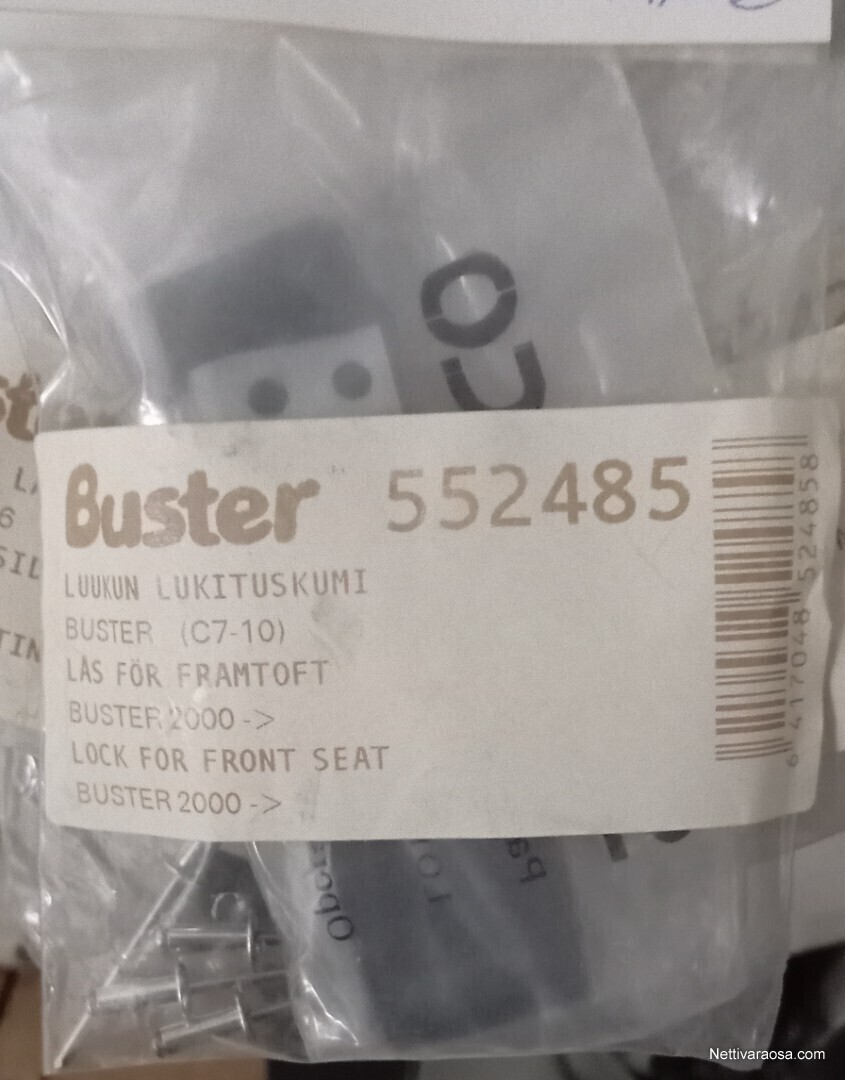 OU
Buster 552485
LUUKUN LUKITUSKUMI
BUSTER (C7-10)
LÅS FÖR FRAMTOFT
BUSTER 2000 ->
LOCK FOR FRONT SEAT
BUSTER 2000 ->
6 417048 524858
Nettivaraosa.com